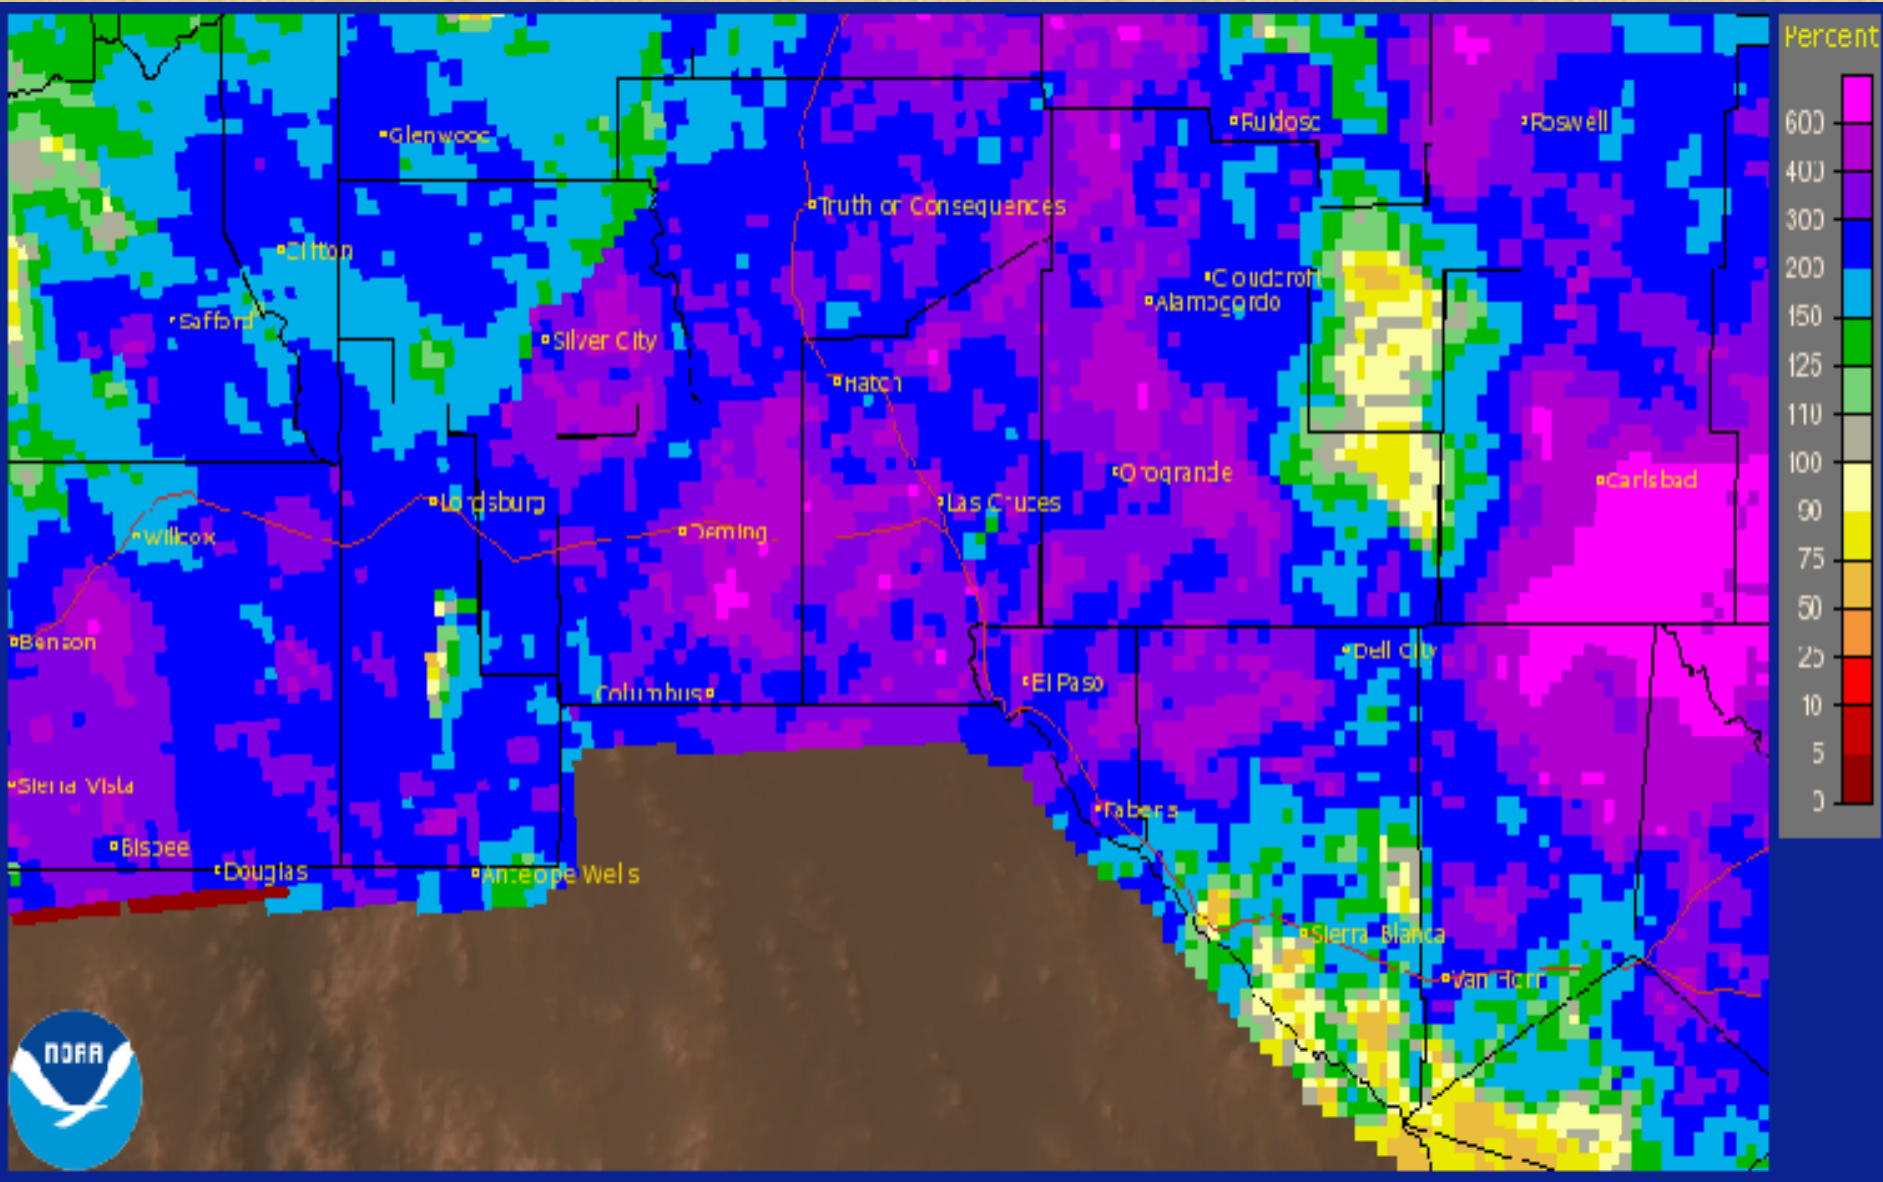 Percent
Glenwood
Ruidoso
Roswell
600
400
Truth or Consequences
300
Clifton
200
Cloudcroft
Alamogordo
Safford
150
Silver City
125
Hatch
110
100
Orogrande
Carlsbad
Lordsburg
Las Cruces
90
Deming
Willcox
75
50
Benson
Dell City
25
El Paso
Columbus
10
5
Sierra Vista
0
Fabens
Bisbee
Douglas
Antelope Wells
Sierra Blanca
Van Horn
NOAA